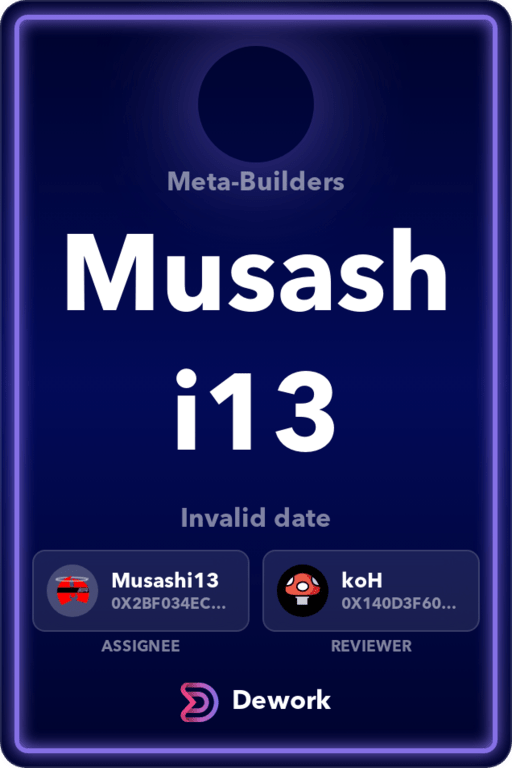 Meta-Builders
Musash
i13
Invalid date
Musashi13
0X2BF034EC...
koH
0X140D3F60...
ASSIGNEE
REVIEWER
Dework